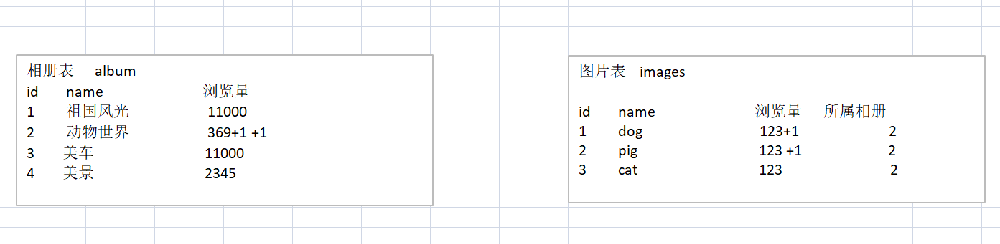 相册表 album
id name 浏览量
1 祖国风光 11000
2 动物世界 369+1 +1
3 美车 11000
4 美景 2345
图片表 images
id name 浏览量 所属相册
1 dog 123+1 2
2 pig 123 +1 2
3 cat 123 2